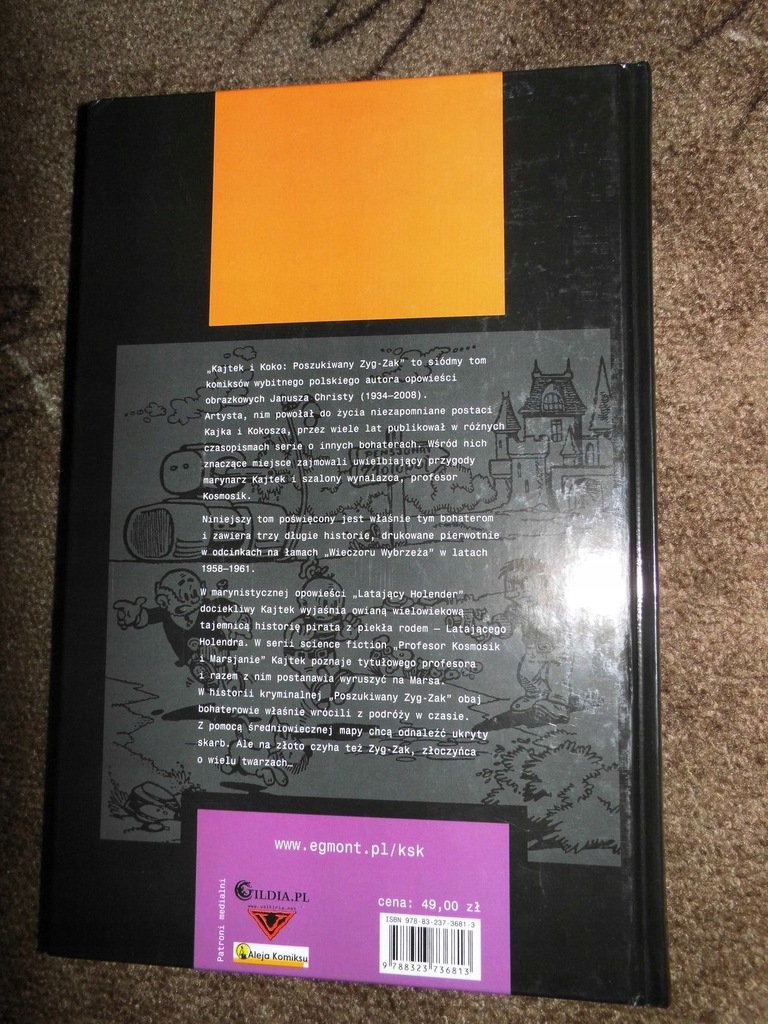 „Kajtek i Koko: Poszukiwany Zyg-Zak" to siódmy tom
komiksów wybitnego polskiego autora opowieści
obrazkowych Janusza Christy (1934–2008).
Artysta, nim powołał do życia niezapomniane postaci
Kajka i Kokosza, przez wiele lat publikował w różnych
czasopismach serie o innych bohaterach. Wśród nich
znaczące miejsce zajmowali uwielbiający przygody
marynarz Kajtek i szalony wynalazca, profesor
Kosmosik.
Niniejszy tom poświęcony jest właśnie tym bohaterom
i zawiera trzy długie historie, drukowane pierwotnie
w odcinkach na łamach „Wieczoru Wybrzeża" w latach
1958–1961.
W marynistycznej opowieści „Latający Holender"
dociekliwy Kajtek wyjaśnia owianą wielowiekową
tajemnicą historię pirata z piekła rodem – Latającego
Holendra. W serii science fiction „Profesor Kosmosik
i Marsjanie" Kajtek poznaje tytułowego profesora
i razem z nim postanawia wyruszyć na Marsa.
W historii kryminalnej „Poszukiwany Zyg-Zak" obaj
bohaterowie właśnie wrócili z podróży w czasie.
Z pomocą średniowiecznej mapy chcą odnaleźć ukryty
skarb. Ale na złoto czyha też Zyg-Zak, złoczyńca
o wielu twarzach…
PENSJONAT
www.egmont.pl/ksk
Patroni medialni
GILDIA.PL
www.valkiria.net
Aleja Komiksu
cena: 49,00 zł
ISBN 978-83-237-3681-3
9 788323 736813